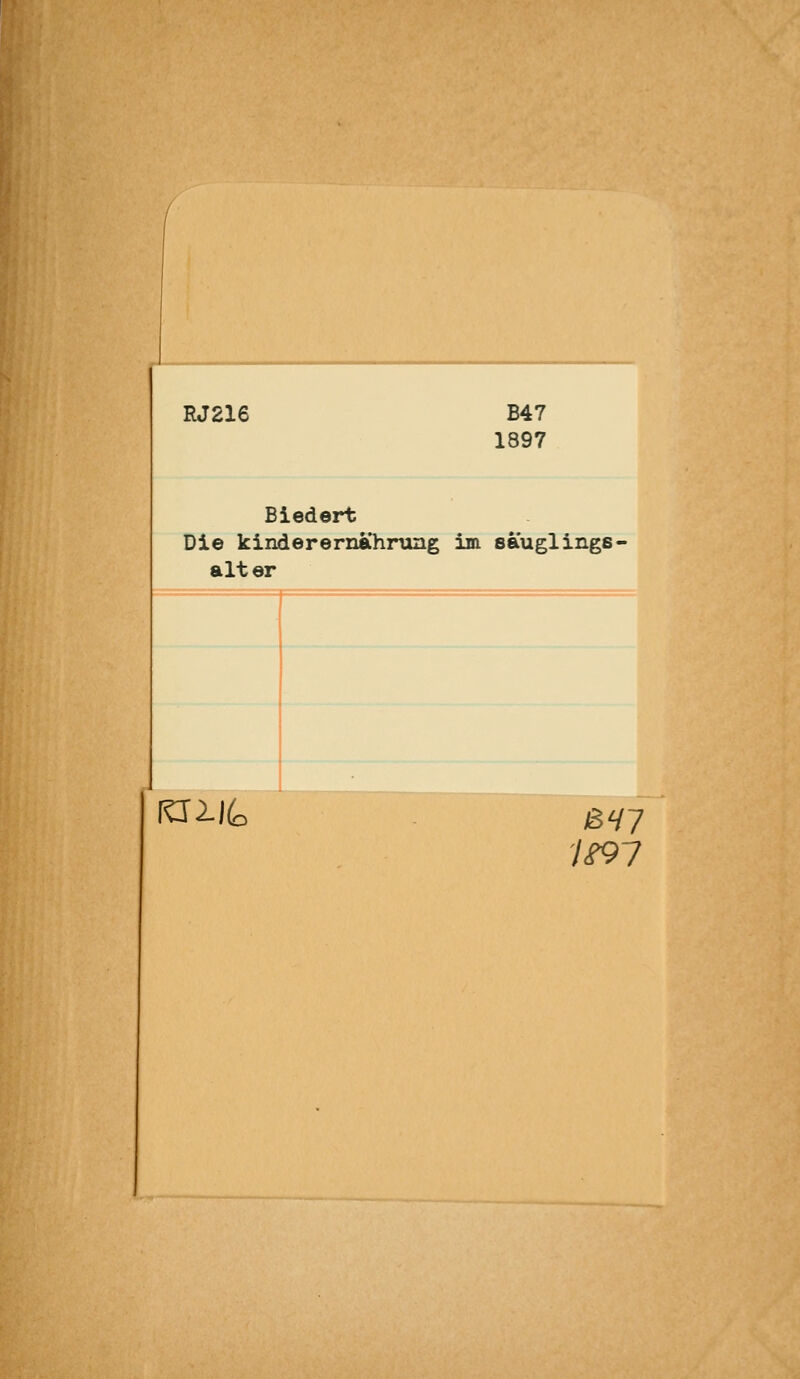 RJ216 B47
1897
Biedert
Die kinderernährung im säuglings-
alter
RJ216 B47
1897